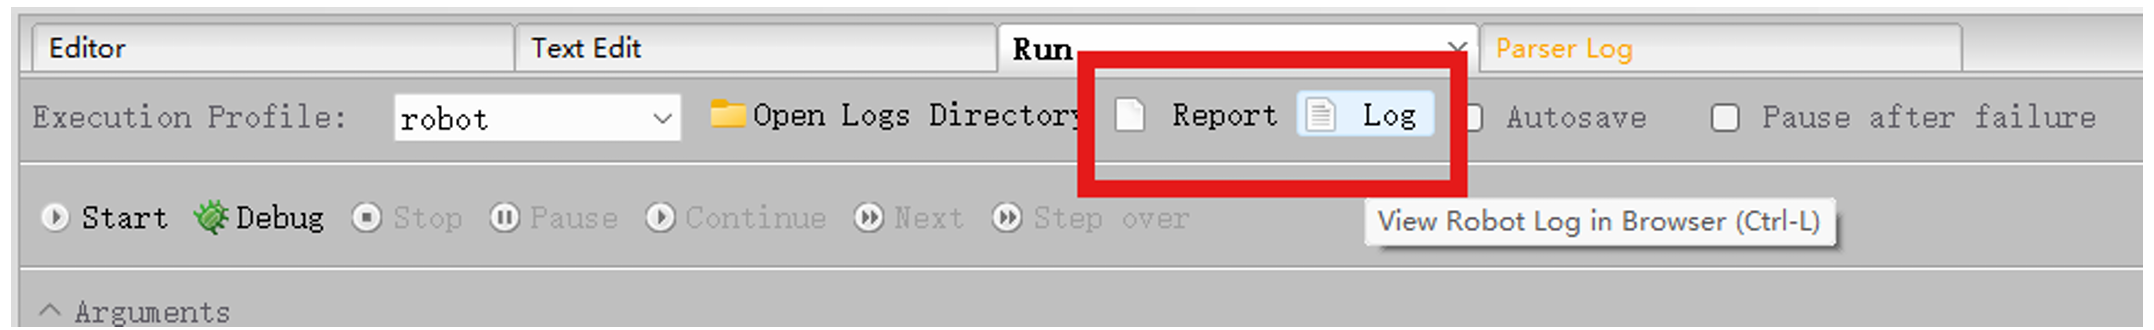 Editor Text Edit Run Parser Log
Execution Profile: robot Open Logs Directory Report Log Autosave Pause after failure
Start Debug Stop Pause Continue Next Step over
View Robot Log in Browser (Ctrl-L)
Arguments